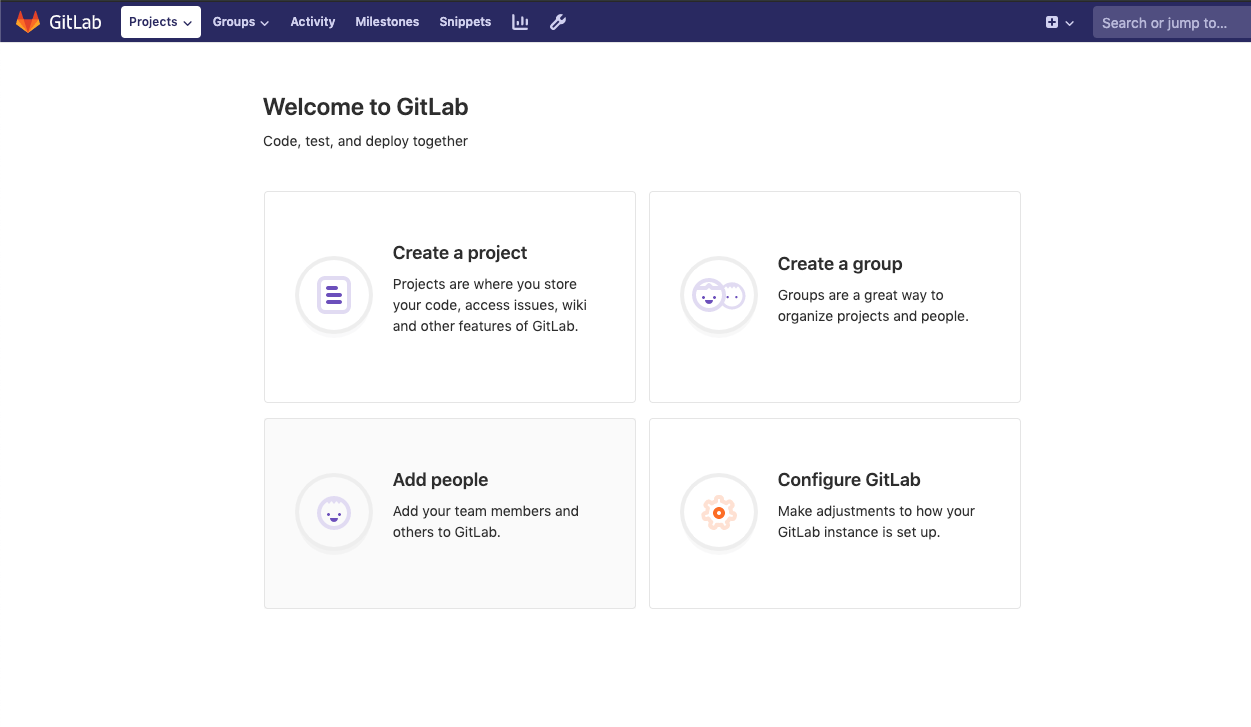 GitLab Projects Groups Activity Milestones Snippets Search or jump to...
Welcome to GitLab
Code, test, and deploy together
Create a project
Projects are where you store
your code, access issues, wiki
and other features of GitLab.
Create a group
Groups are a great way to
organize projects and people.
Add people
Add your team members and
others to GitLab.
Configure GitLab
Make adjustments to how your
GitLab instance is set up.